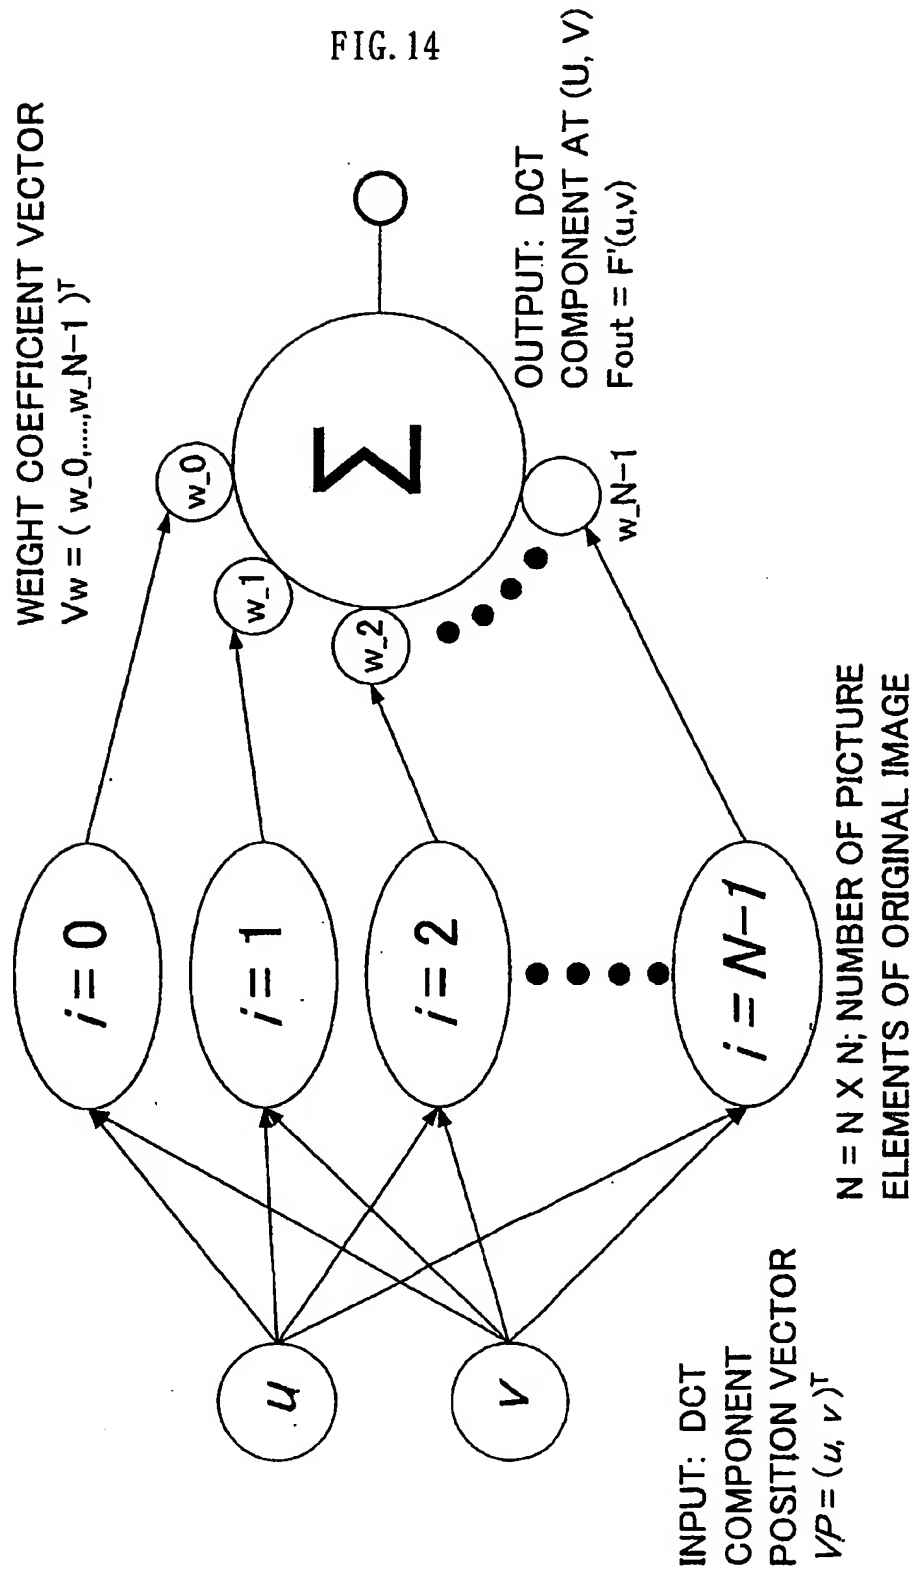 FIG. 14
WEIGHT COEFFICIENT VECTOR
Vw = ( w_0,....,w_N-1 )T
w_0
w_1
w_2
w_N-1
Σ
OUTPUT: DCT
COMPONENT AT (U, V)
Fout = F'(u,v)
i = 0
i = 1
i = 2
i = N-1
N = N X N; NUMBER OF PICTURE
ELEMENTS OF ORIGINAL IMAGE
u
v
INPUT: DCT
COMPONENT
POSITION VECTOR
VP = (u, v)T